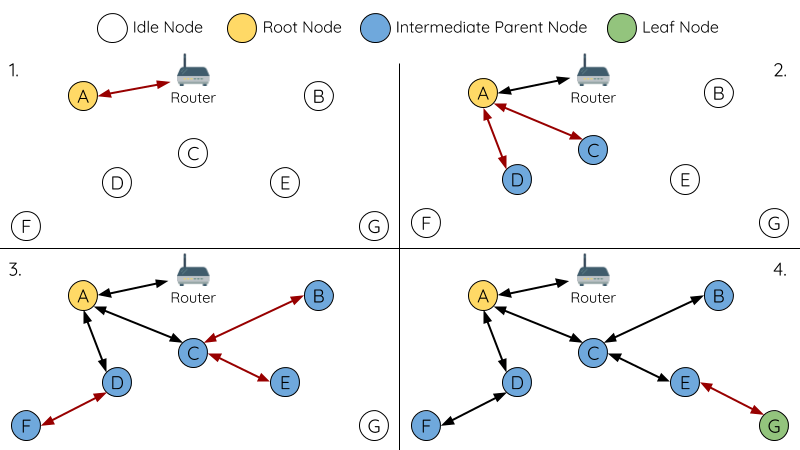 Idle Node Root Node Intermediate Parent Node Leaf Node
1.
A
Router
B
C
D
E
F
G
2.
A
Router
B
C
D
E
F
G
3.
A
Router
B
C
D
E
F
G
4.
A
Router
B
C
D
E
F
G